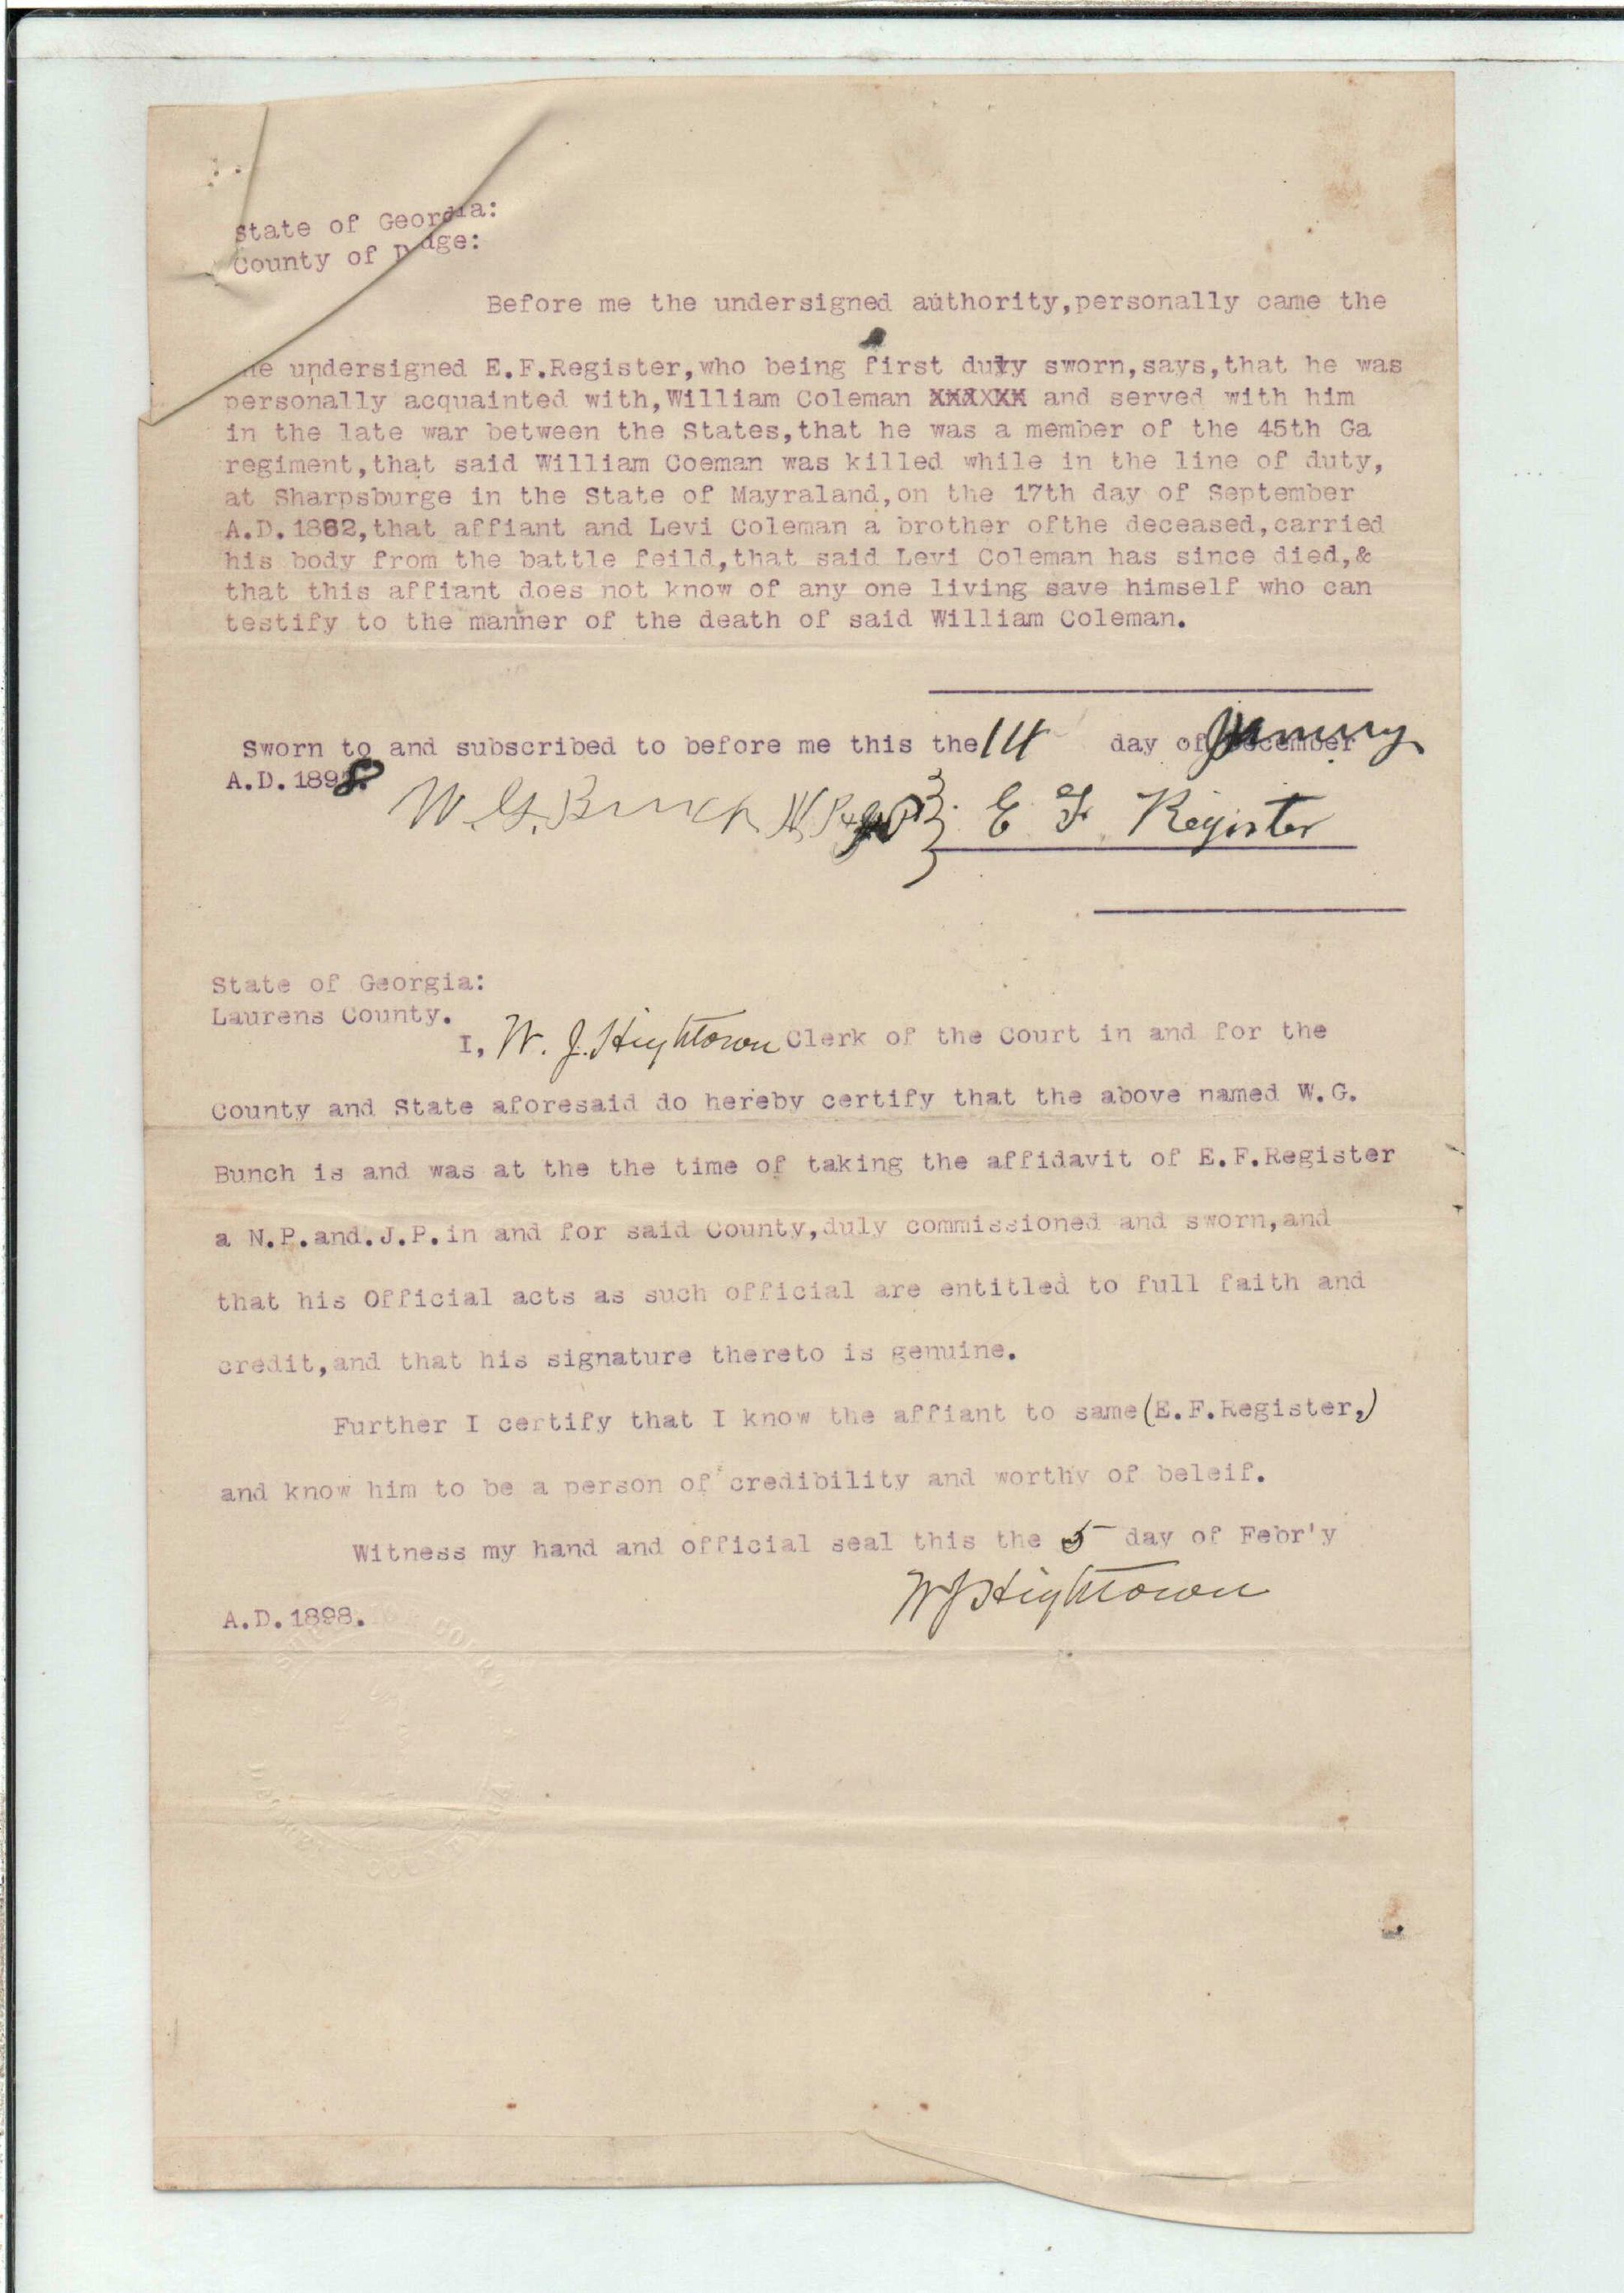 State of Georgia:
County of Dodge:
Before me the undersigned authority,personally came the
he undersigned E.F.Register,who being first duly sworn,says,that he was
personally acquainted with,William Coleman XXXXXX and served with him
in the late war between the States,that he was a member of the 45th Ga
regiment,that said William Coeman was killed while in the line of duty,
at Sharpsburge in the State of Mayraland,on the 17th day of September
A.D.1862,that affiant and Levi Coleman a brother ofthe deceased,carried
his body from the battle feild,that said Levi Coleman has since died,&
that this affiant does not know of any one living save himself who can
testify to the manner of the death of said William Coleman.
Sworn to and subscribed to before me this the 14 day of January
A.D.1898.
W.G.Bunch N P & J P E F Register
State of Georgia:
Laurens County.
I, W. J. Hightower Clerk of the Court in and for the
County and State aforesaid do hereby certify that the above named W.G.
Bunch is and was at the the time of taking the affidavit of E.F.Register
a N.P.and.J.P.in and for said County,duly commissioned and sworn,and
that his Official acts as such official are entitled to full faith and
credit,and that his signature thereto is genuine.
Further I certify that I know the affiant to same(E.F.Register,)
and know him to be a person of credibility and worthy of beleif.
Witness my hand and official seal this the 5 day of Febr'y
WJHightower
A.D.1898.